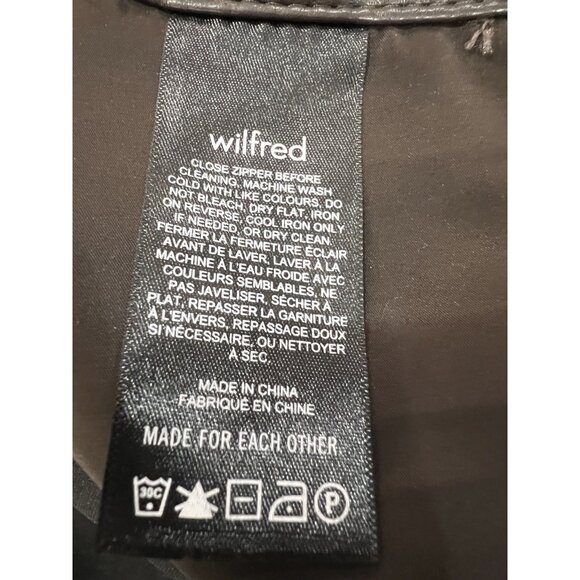 wilfred
CLOSE ZIPPER BEFORE
CLEANING. MACHINE WASH
COLD WITH LIKE COLOURS. DO
NOT BLEACH, DRY FLAT, IRON
ON REVERSE, COOL IRON ONLY
IF NEEDED, OR DRY CLEAN.
FERMER LA FERMETURE ÉCLAIR
AVANT DE LAVER, LAVER À LA
MACHINE À L'EAU FROIDE AVEC
COULEURS SEMBLABLES, NE
PAS JAVELISER, SÉCHER À
PLAT, REPASSER LA GARNITURE
À L'ENVERS, REPASSAGE DOUX
SI NÉCESSAIRE, OU NETTOYER
À SEC.
MADE IN CHINA
FABRIQUÉ EN CHINE
MADE FOR EACH OTHER
30C P